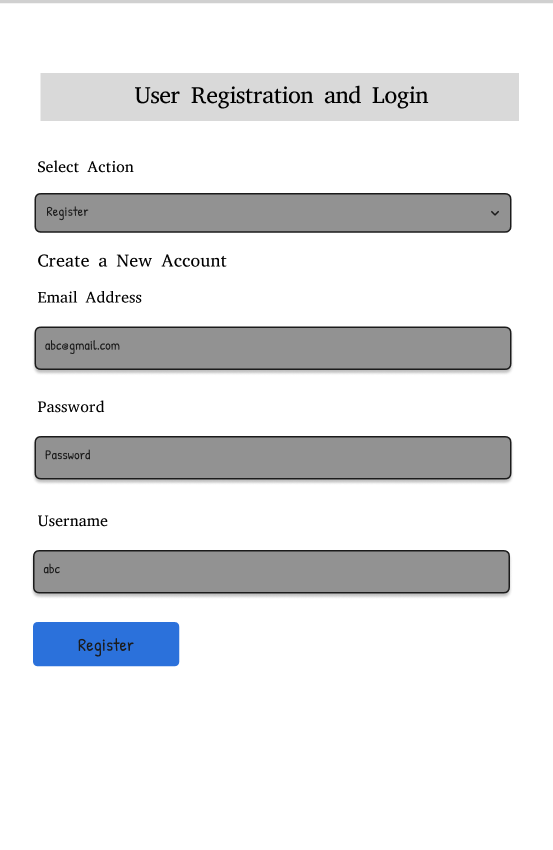 User Registration and Login
Select Action
Register
Create a New Account
Email Address
abc@gmail.com
Password
Password
Username
abc
Register